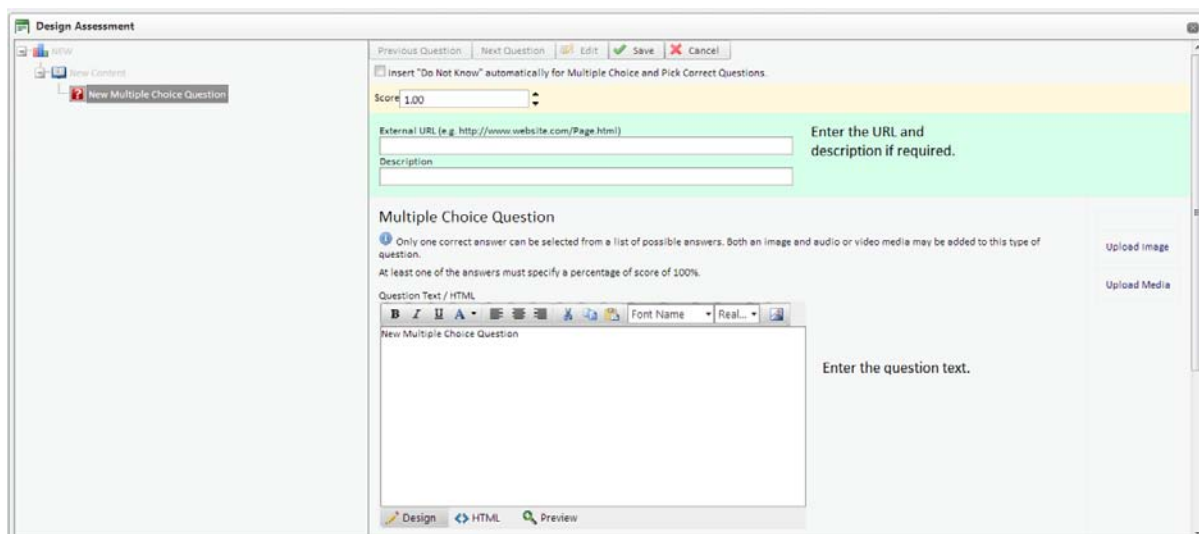 Design Assessment
NEW
New Content
New Multiple Choice Question
Previous Question Next Question Edit Save Cancel
Insert "Do Not Know" automatically for Multiple Choice and Pick Correct Questions.
Score 1.00
External URL (e.g. http://www.website.com/Page.html)
Description
Enter the URL and
description if required.
Multiple Choice Question
Only one correct answer can be selected from a list of possible answers. Both an image and audio or video media may be added to this type of
question.
At least one of the answers must specify a percentage of score of 100%.
Upload Image
Upload Media
Question Text / HTML
B I U A Font Name Real...
New Multiple Choice Question
Enter the question text.
Design HTML Preview